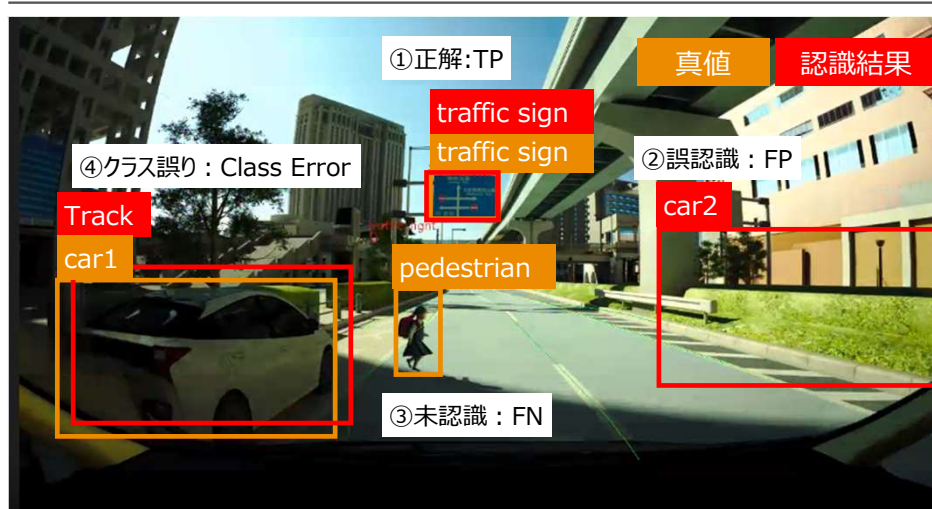 ①正解:TP
真値
認識結果
traffic sign
traffic sign
②誤認識：FP
④クラス誤り：Class Error
car2
Track
car1
pedestrian
③未認識：FN